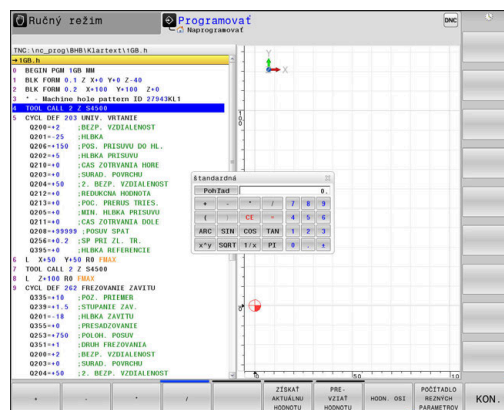 Ručný režim
Programovať
Naprogramovať
DNC
TNC:\nc_prog\BHB\Klartext\1GB.h
→1GB.h
0 BEGIN PGM 1GB MM
1 BLK FORM 0.1 Z X+0 Y+0 Z-40
2 BLK FORM 0.2 X+100 Y+100 Z+0
3 * - Machine hole pattern ID 27943KL1
4 TOOL CALL 2 Z S4500
5 CYCL DEF 203 UNIV. VRTANIE
Q200=+2 ;BEZP. VZDIALENOST
Q201=-25 ;HLBKA
Q206=+150 ;POS. PRISUVU DO HL.
Q202=+5 ;HLBKA PRISUVU
Q210=+0 ;CAS ZOTRVANIA HORE
Q203=+0 ;SURAD. POVRCHU
Q204=+50 ;2. BEZP. VZDIALENOST
Q212=+0 ;REDUKCNA HODNOTA
Q213=+0 ;POC. PRERUS TRIES.
Q205=+0 ;MIN. HLBKA PRISUVU
Q211=+0 ;CAS ZOTRVANIA DOLE
Q208=+99999 ;POSUV SPAT
Q256=+0.2 ;SP PRI ZL. TR.
Q395=+0 ;HLBKA REFERENCIE
6 L X+50 Y+50 R0 FMAX
7 TOOL CALL 2 Z S4500
8 L Z+100 R0 FMAX
9 CYCL DEF 262 FREZOVANIE ZAVITU
Q335=+10 ;POZ. PRIEMER
Q239=+1.5 ;STUPANIE ZAV.
Q201=-18 ;HLBKA ZAVITU
Q355=+0 ;PRESADZOVANIE
Q253=+750 ;POLOH. POSUV
Q351=+1 ;DRUH FREZOVANIA
Q200=+2 ;BEZP. VZDIALENOST
Q203=+0 ;SURAD. POVRCHU
Q204=+50 ;2. BEZP. VZDIALENOST
Y
X
100
0
0
50
100
Štandardná
Pohľad 0.
+ - * / 7 8 9
( ) CE = 4 5 6
ARC SIN COS TAN 1 2 3
x^y SQRT 1/x PI 0 . ±
+
-
*
/
ZÍSKAŤ
AKTUÁLNU
HODNOTU
PRE-
VZIAŤ
HODNOTU
HODN. OSI
POČÍTADLO
REZNÝCH
PARAMETROV
KON.